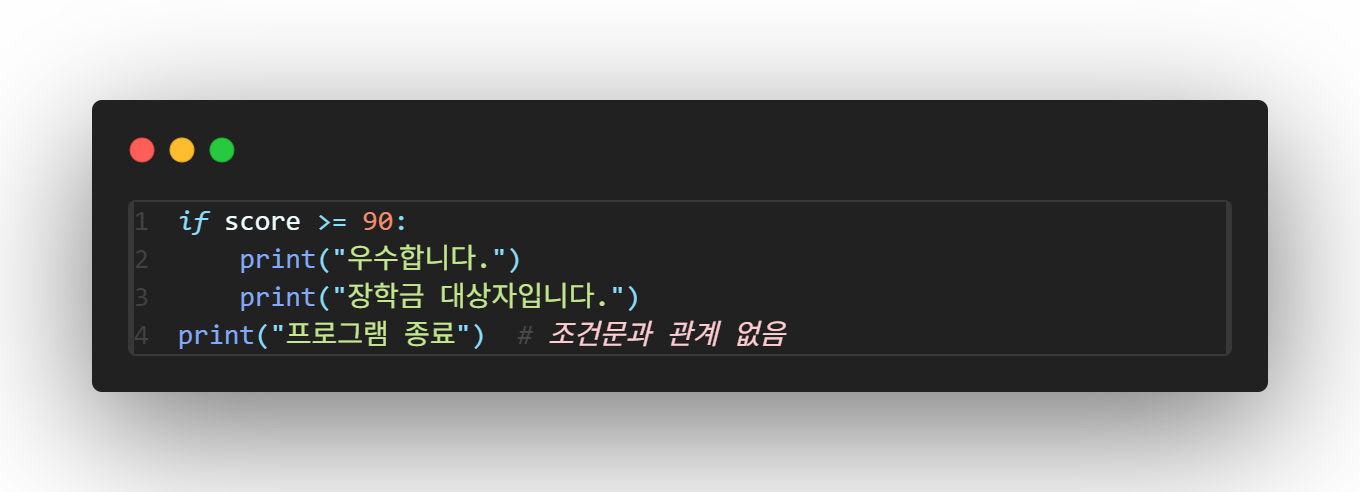 1 if score >= 90:
2     print("우수합니다.")
3     print("장학금 대상자입니다.")
4 print("프로그램 종료")  # 조건문과 관계 없음